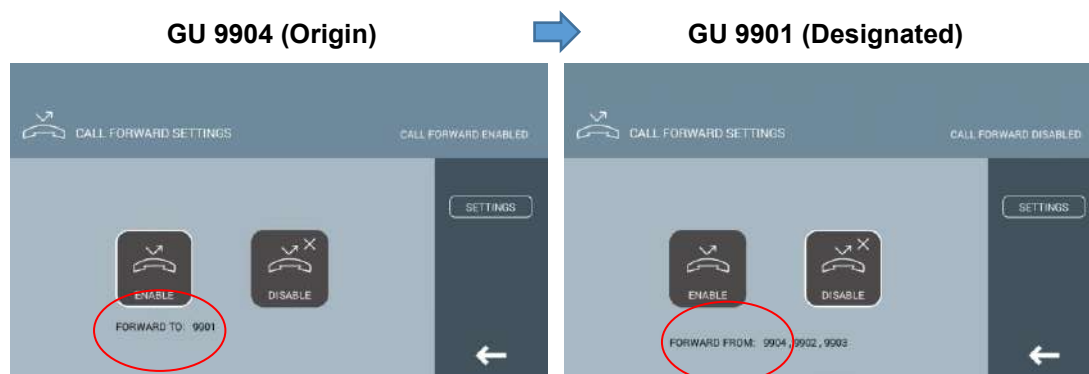 GU 9904 (Origin)
GU 9901 (Designated)
CALL FORWARD SETTINGS
CALL FORWARD ENABLED
SETTINGS
ENABLE
DISABLE
FORWARD TO: 9901
CALL FORWARD SETTINGS
CALL FORWARD DISABLED
SETTINGS
ENABLE
DISABLE
FORWARD FROM: 9904 , 9902 , 9903